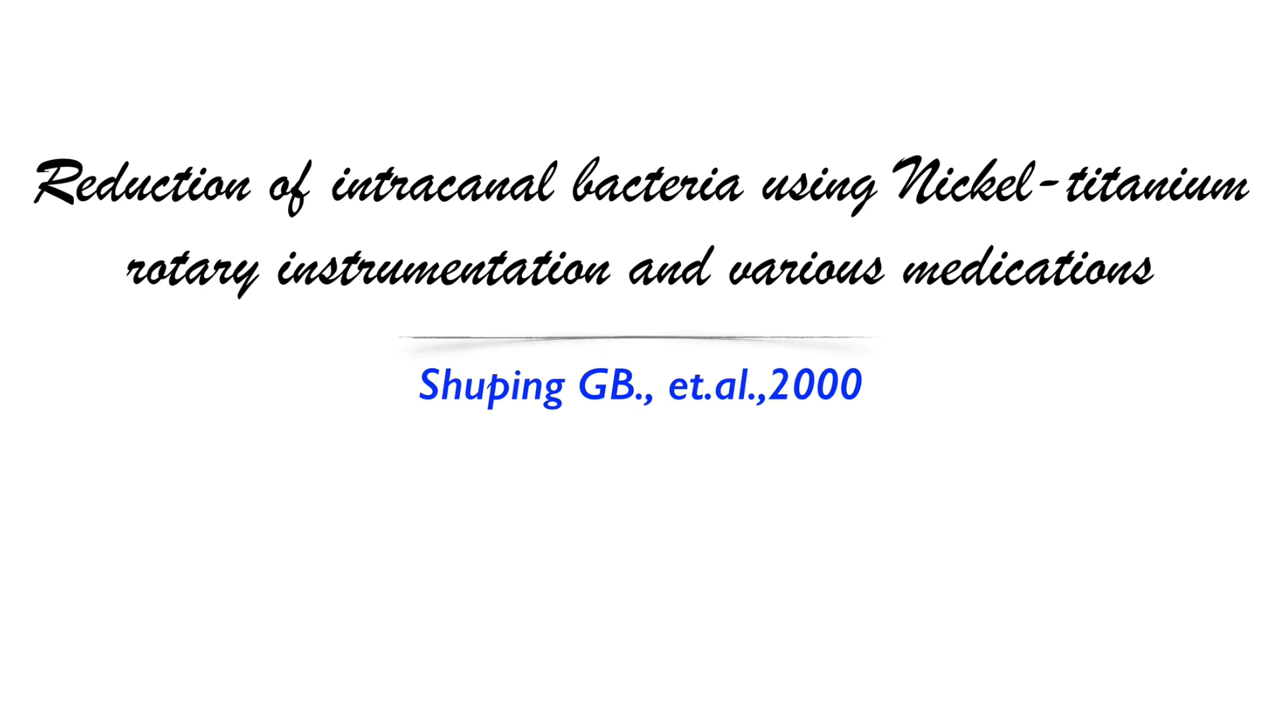 Reduction of intracanal bacteria using Nickel-titanium
rotary instrumentation and various medications
Shuping GB., et.al.,2000